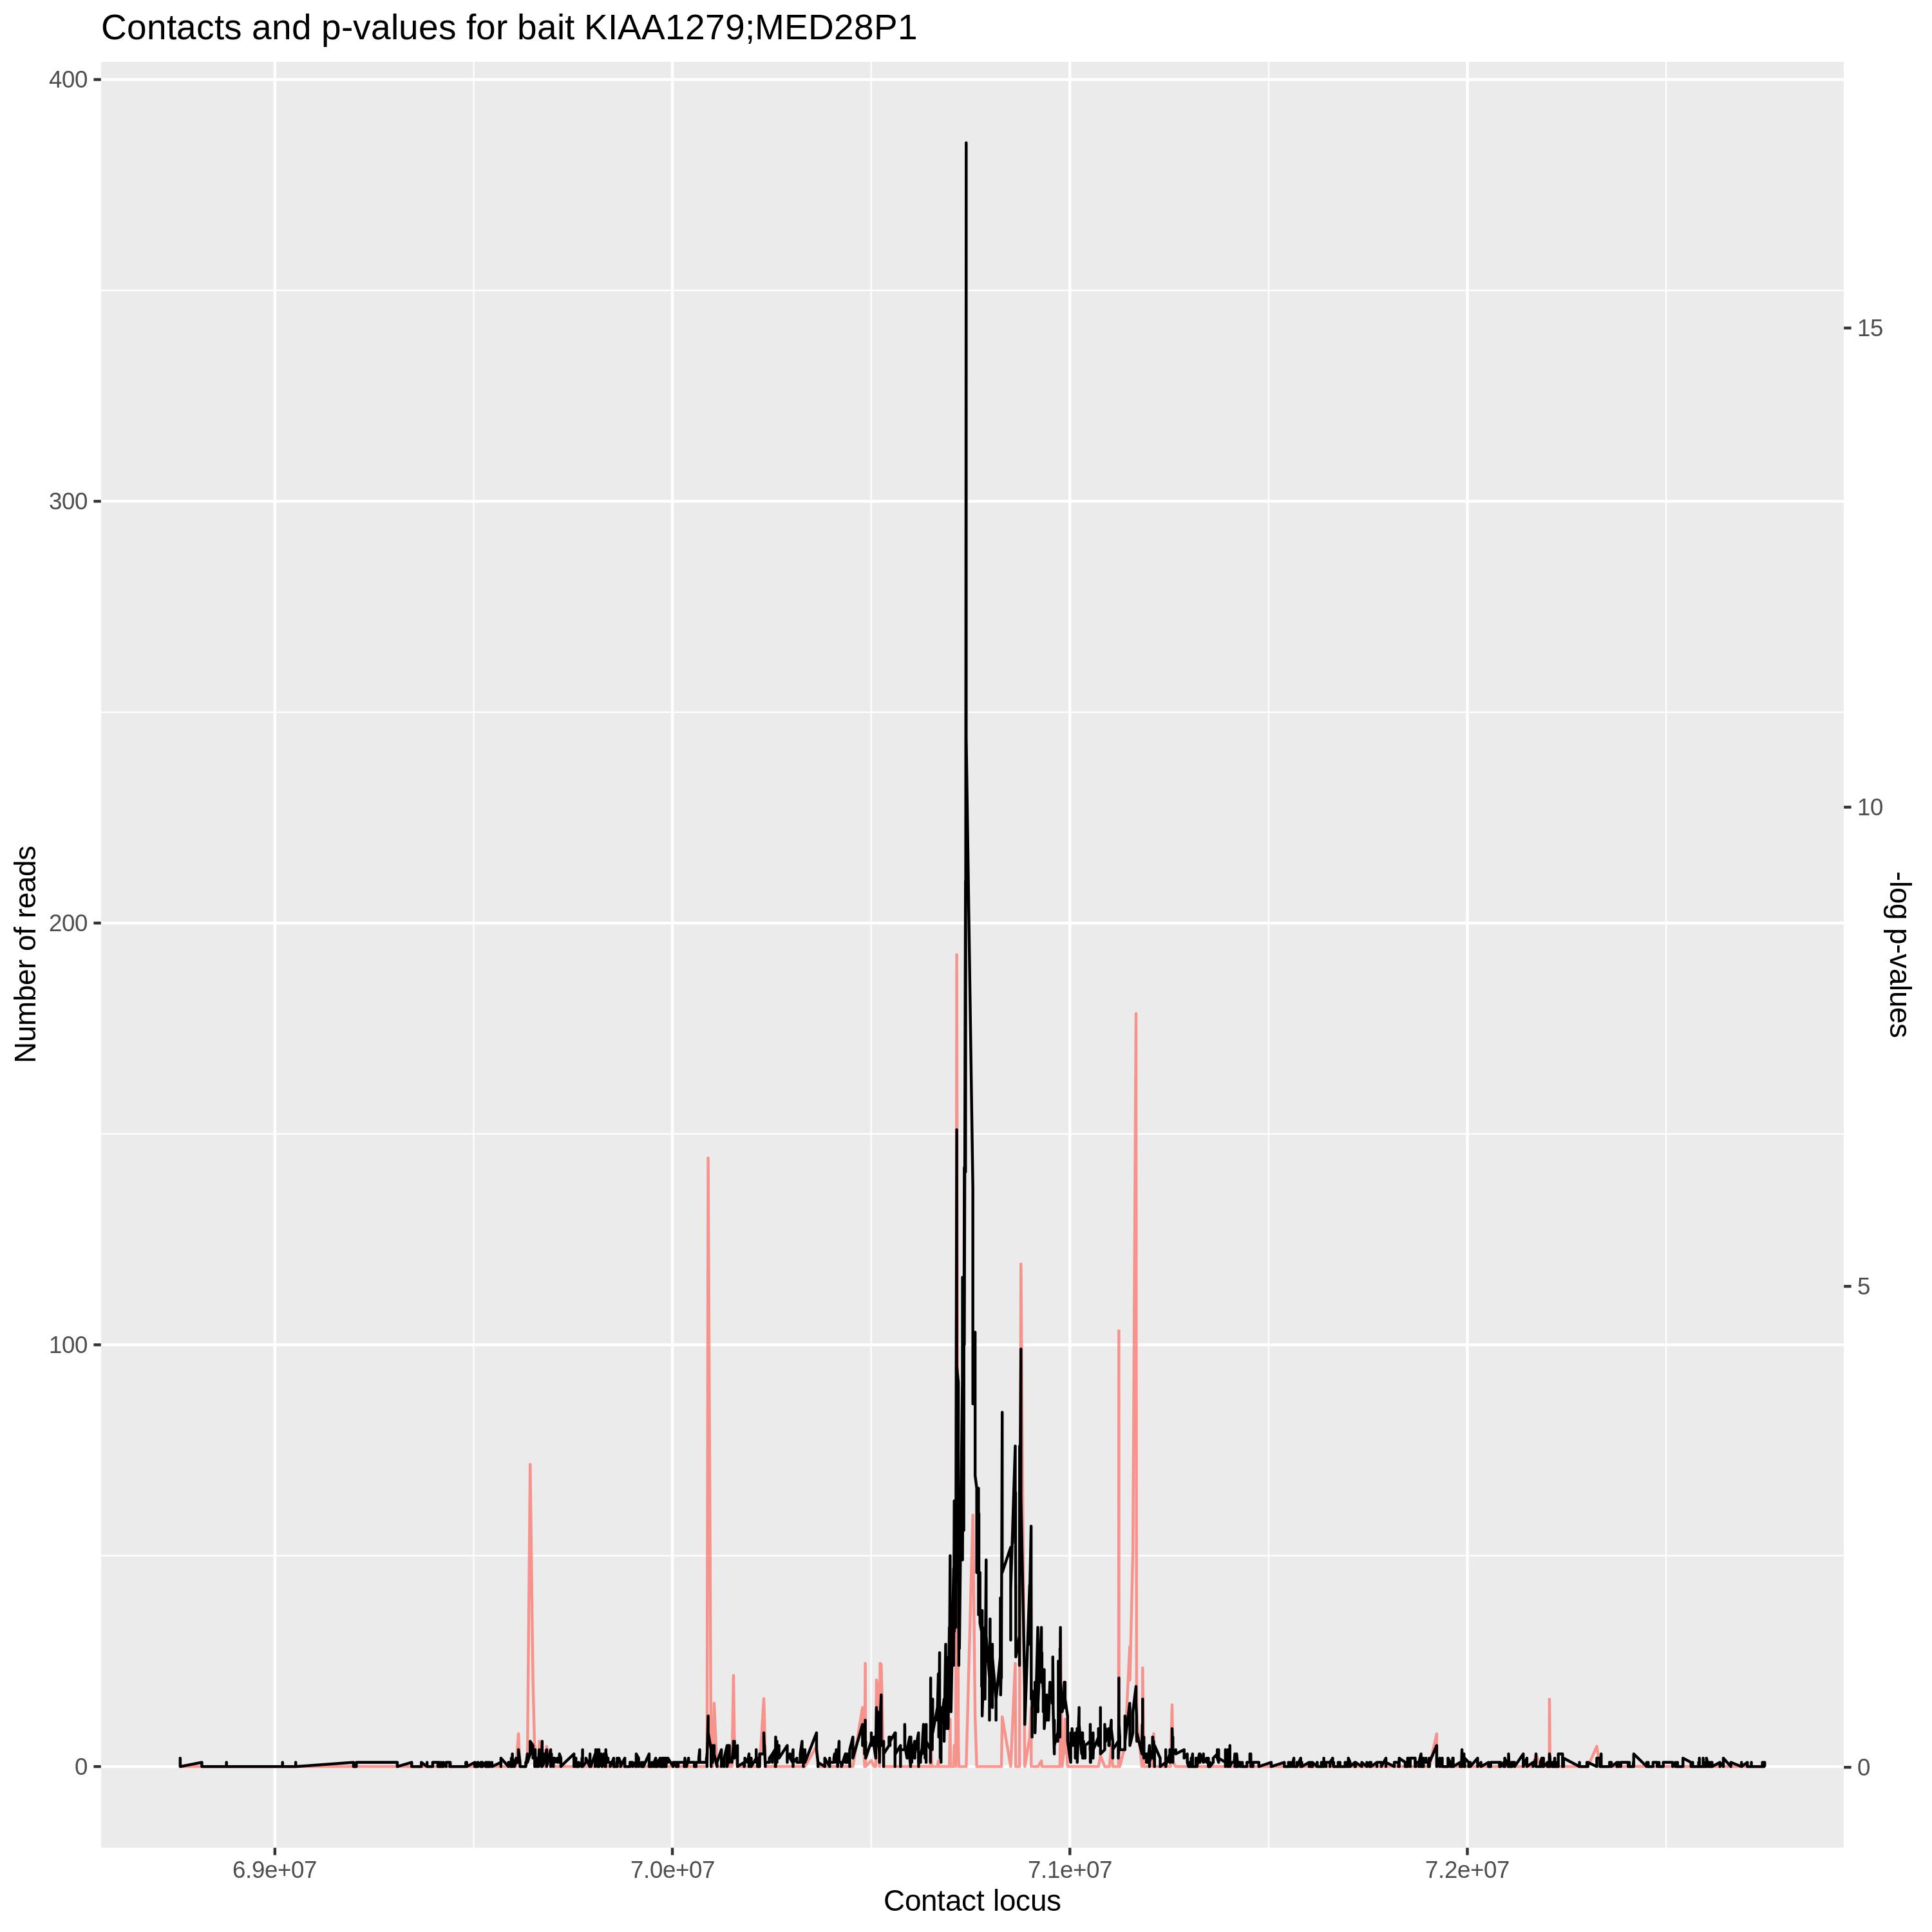 Contacts and p-values for bait KIAA1279;MED28P1
400
300
200
100
0
Number of reads
15
10
5
0
-log p-values
6.9e+07
7.0e+07
7.1e+07
7.2e+07
Contact locus